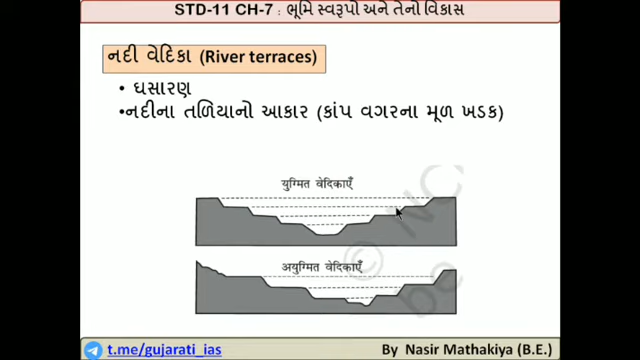 STD-11 CH-7: ભૂમિ સ્વરૂપો અને તેનો વિકાસ
નદી વેદિકા (River terraces)
• ઘસારણ
•નદીના તળિયાનો આકાર (કાંપ વગરના મૂળ ખડક)
युग्मित वेदिकाएँ
अयुग्मित वेदिकाएँ
t.me/gujarati_ias
By Nasir Mathakiya (B.E.)